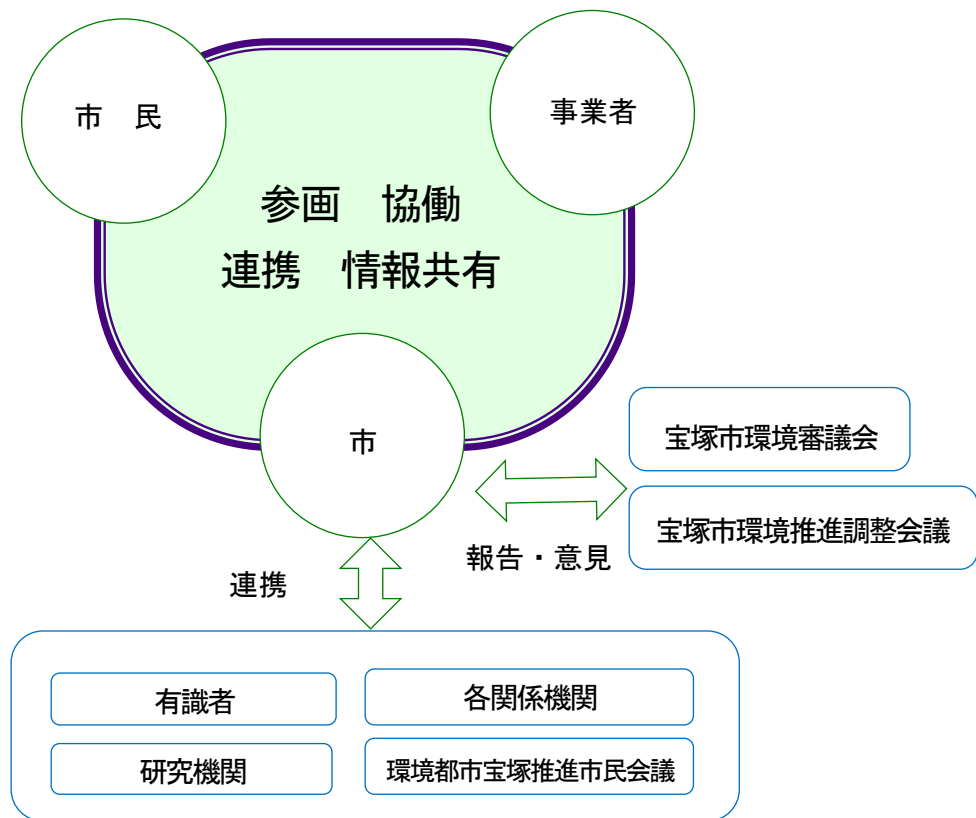 市　民
事業者
参画　協働
連携　情報共有
市
宝塚市環境審議会
宝塚市環境推進調整会議
報告・意見
連携
有識者
各関係機関
研究機関
環境都市宝塚推進市民会議